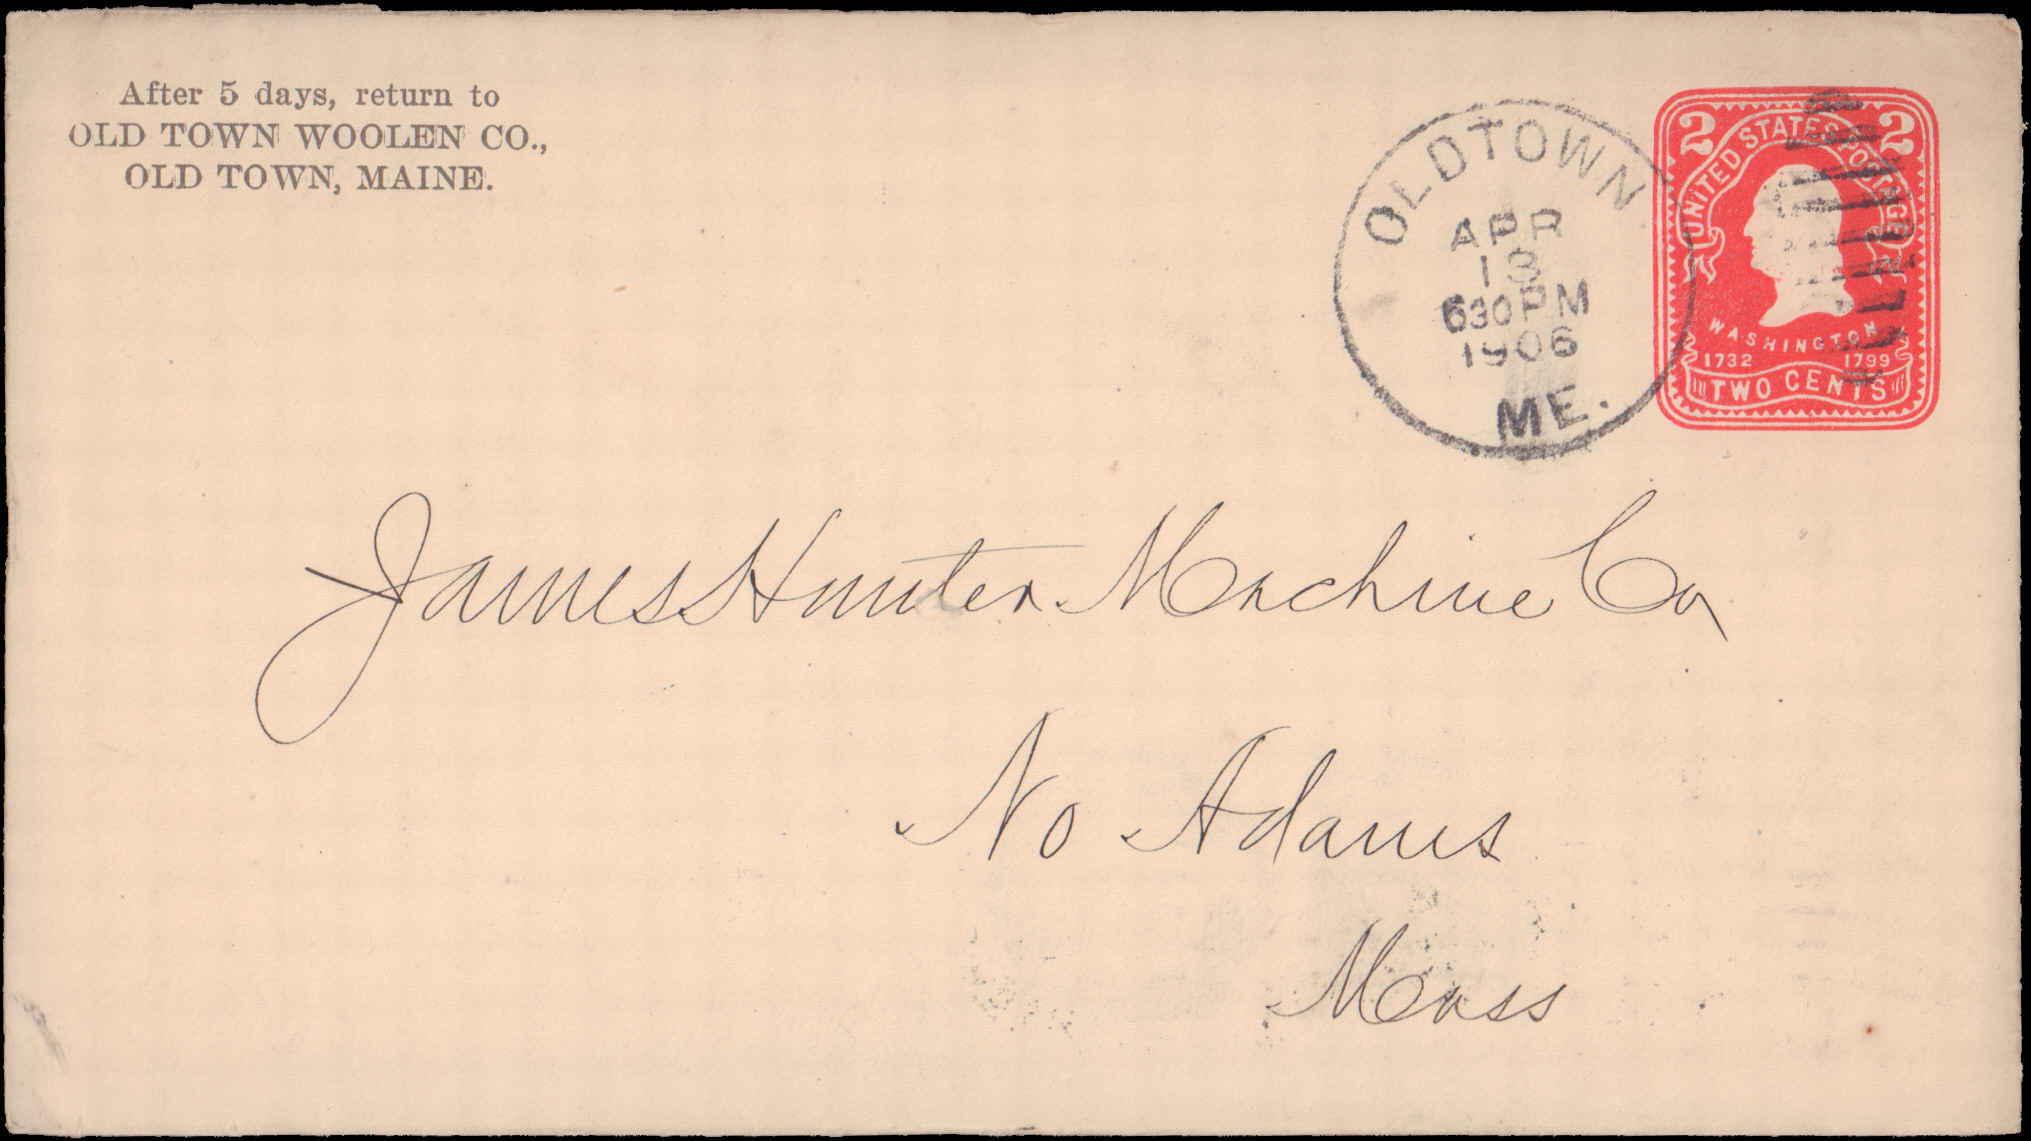 After 5 days, return to
OLD TOWN WOOLEN CO.,
OLD TOWN, MAINE.
OLDTOWN
APR
13
630PM
1906
ME.
2 2
UNITED STATES POSTAGE
WASHINGTON
1732 1799
TWO CENTS
James Hunter Machine Co
No Adams
Mass